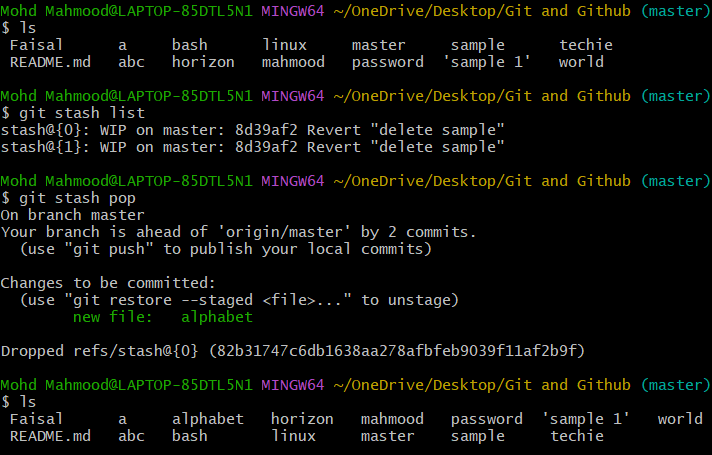 Mohd Mahmood@LAPTOP-85DTL5N1 MINGW64 ~/OneDrive/Desktop/Git and Github (master)
$ ls
 Faisal      a     bash      linux     master     sample      techie
 README.md   abc   horizon   mahmood   password  'sample 1'   world

Mohd Mahmood@LAPTOP-85DTL5N1 MINGW64 ~/OneDrive/Desktop/Git and Github (master)
$ git stash list
stash@{0}: WIP on master: 8d39af2 Revert "delete sample"
stash@{1}: WIP on master: 8d39af2 Revert "delete sample"

Mohd Mahmood@LAPTOP-85DTL5N1 MINGW64 ~/OneDrive/Desktop/Git and Github (master)
$ git stash pop
On branch master
Your branch is ahead of 'origin/master' by 2 commits.
  (use "git push" to publish your local commits)

Changes to be committed:
  (use "git restore --staged <file>..." to unstage)
        new file:   alphabet

Dropped refs/stash@{0} (82b31747c6db1638aa278afbfeb9039f11af2b9f)

Mohd Mahmood@LAPTOP-85DTL5N1 MINGW64 ~/OneDrive/Desktop/Git and Github (master)
$ ls
 Faisal      a     alphabet   horizon   mahmood   password  'sample 1'   world
 README.md   abc   bash       linux     master    sample     techie